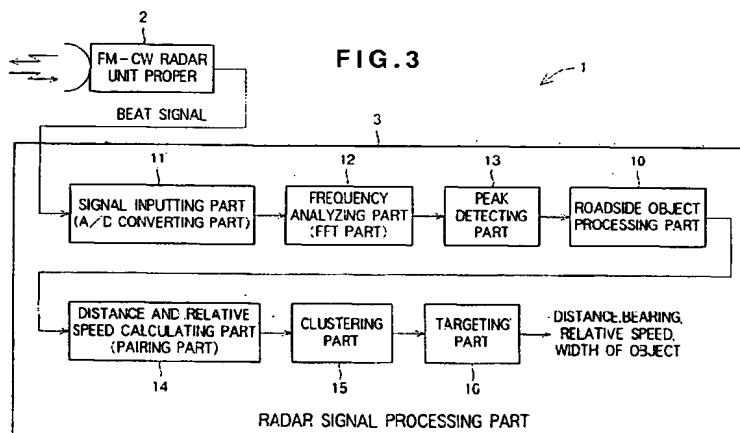 2
FM-CW RADAR
UNIT PROPER
FIG.3
1
BEAT SIGNAL
3
11
12
13
10
SIGNAL INPUTTING PART
(A/D CONVERTING PART)
FREQUENCY
ANALYZING PART
(FFT PART)
PEAK
DETECTING
PART
ROADSIDE OBJECT
PROCESSING PART
DISTANCE AND RELATIVE
SPEED CALCULATING PART
(PAIRING PART)
CLUSTERING
PART
TARGETING
PART
DISTANCE,BEARING,
RELATIVE SPEED,
WIDTH OF OBJECT
14
15
16
RADAR SIGNAL PROCESSING PART